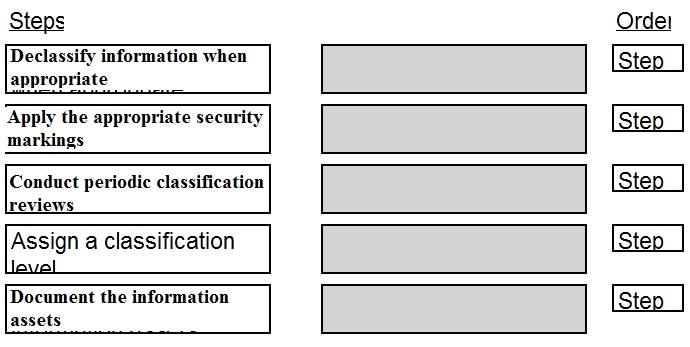 Steps
Order
Declassify information when
appropriate
Step
Apply the appropriate security
markings
Step
Conduct periodic classification
reviews
Step
Assign a classification
level
Step
Document the information
assets
Step